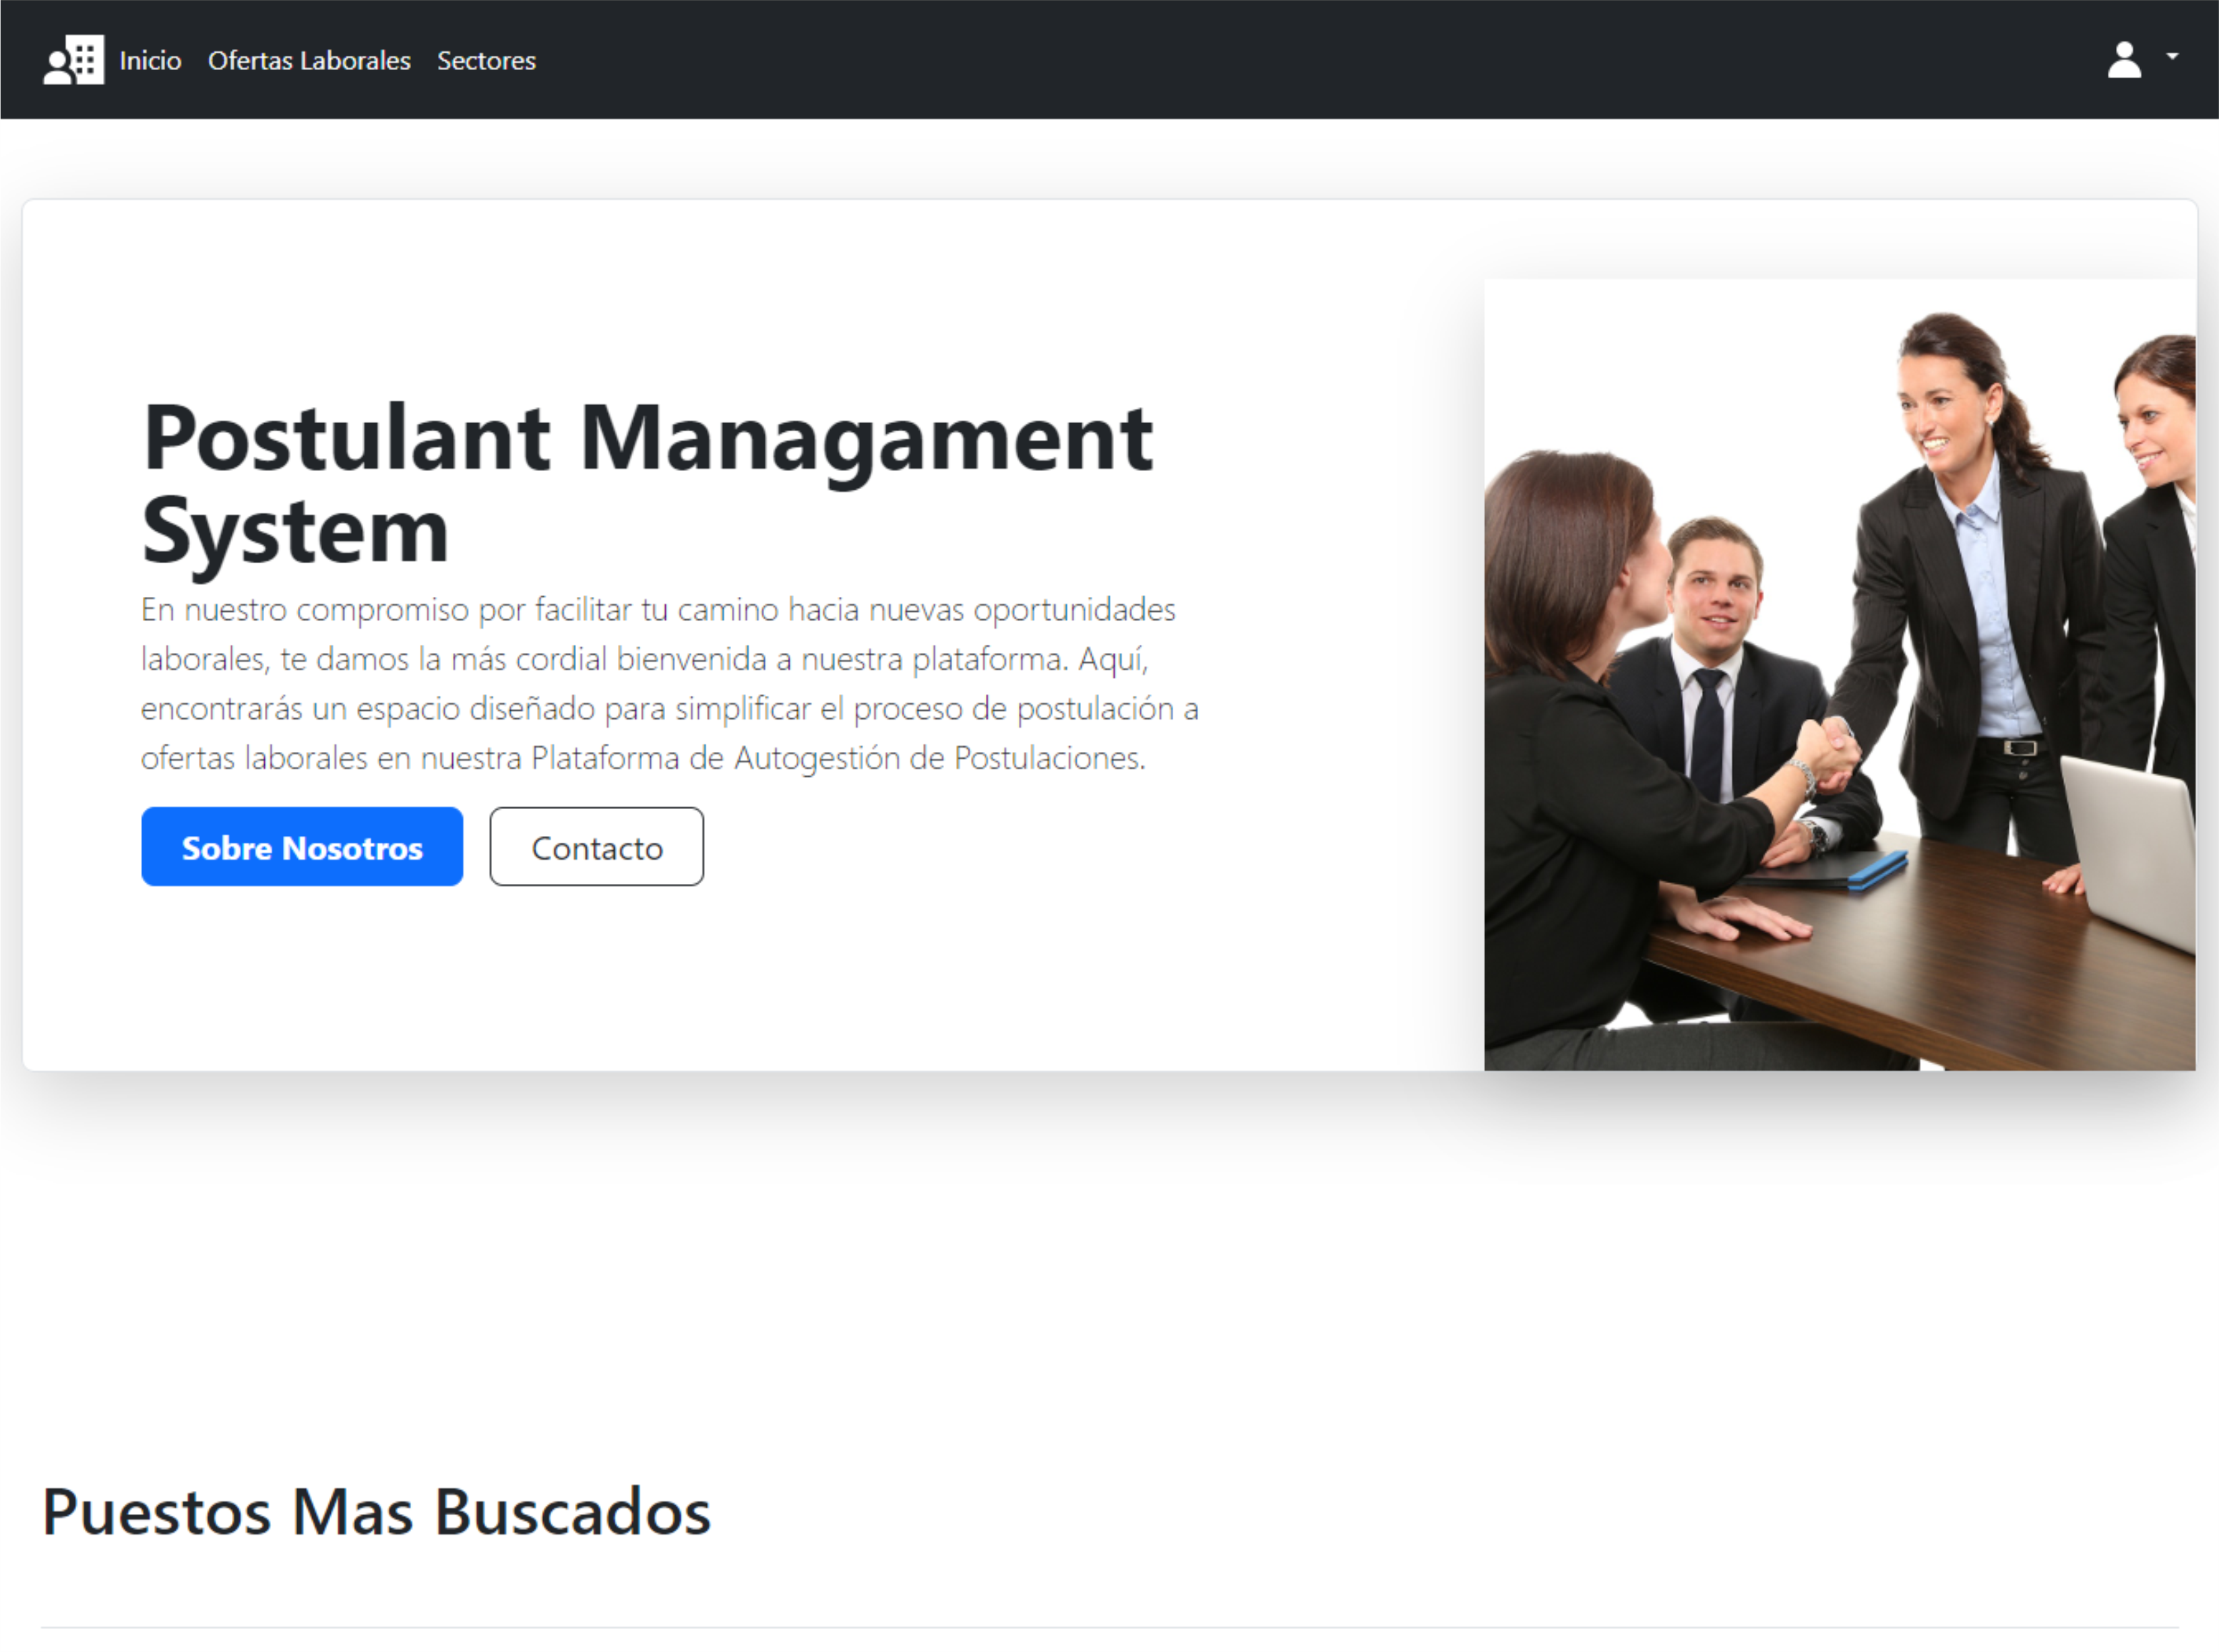 Inicio Ofertas Laborales Sectores
Postulant Managament
System
En nuestro compromiso por facilitar tu camino hacia nuevas oportunidades
laborales, te damos la más cordial bienvenida a nuestra plataforma. Aquí,
encontrarás un espacio diseñado para simplificar el proceso de postulación a
ofertas laborales en nuestra Plataforma de Autogestión de Postulaciones.
Sobre Nosotros Contacto
Puestos Mas Buscados